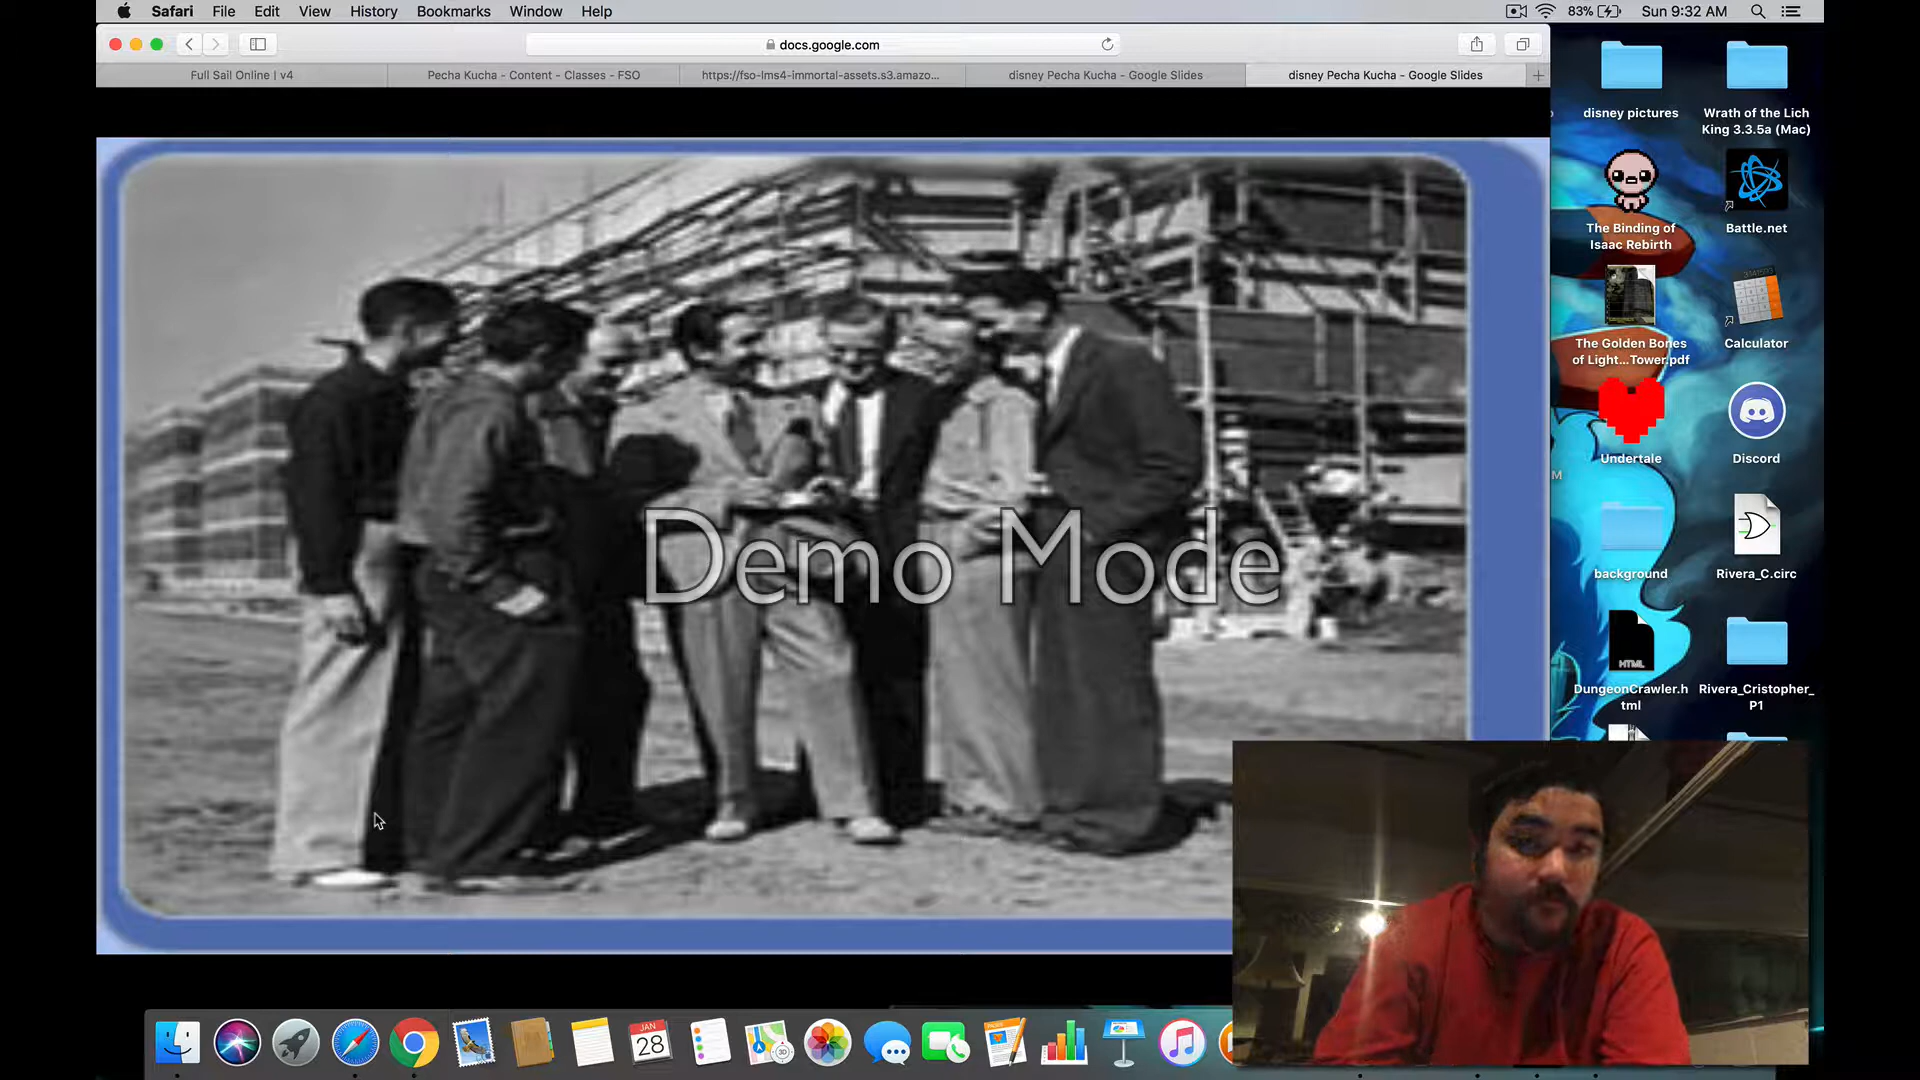 Safari File Edit View History Bookmarks Window Help 83% Sun 9:32 AM
docs.google.com
Full Sail Online | v4 Pecha Kucha - Content - Classes - FSO https://fso-lms4-immortal-assets.s3.amazo... disney Pecha Kucha - Google Slides disney Pecha Kucha - Google Slides
disney pictures
Wrath of the Lich
King 3.3.5a (Mac)
The Binding of
Isaac Rebirth
Battle.net
The Golden Bones
of Light...Tower.pdf
Calculator
Undertale
Discord
M
background
Rivera_C.circ
HTML
DungeonCrawler.h
tml
Rivera_Cristopher_
P1
Demo Mode
JAN
28
3D
PAGES